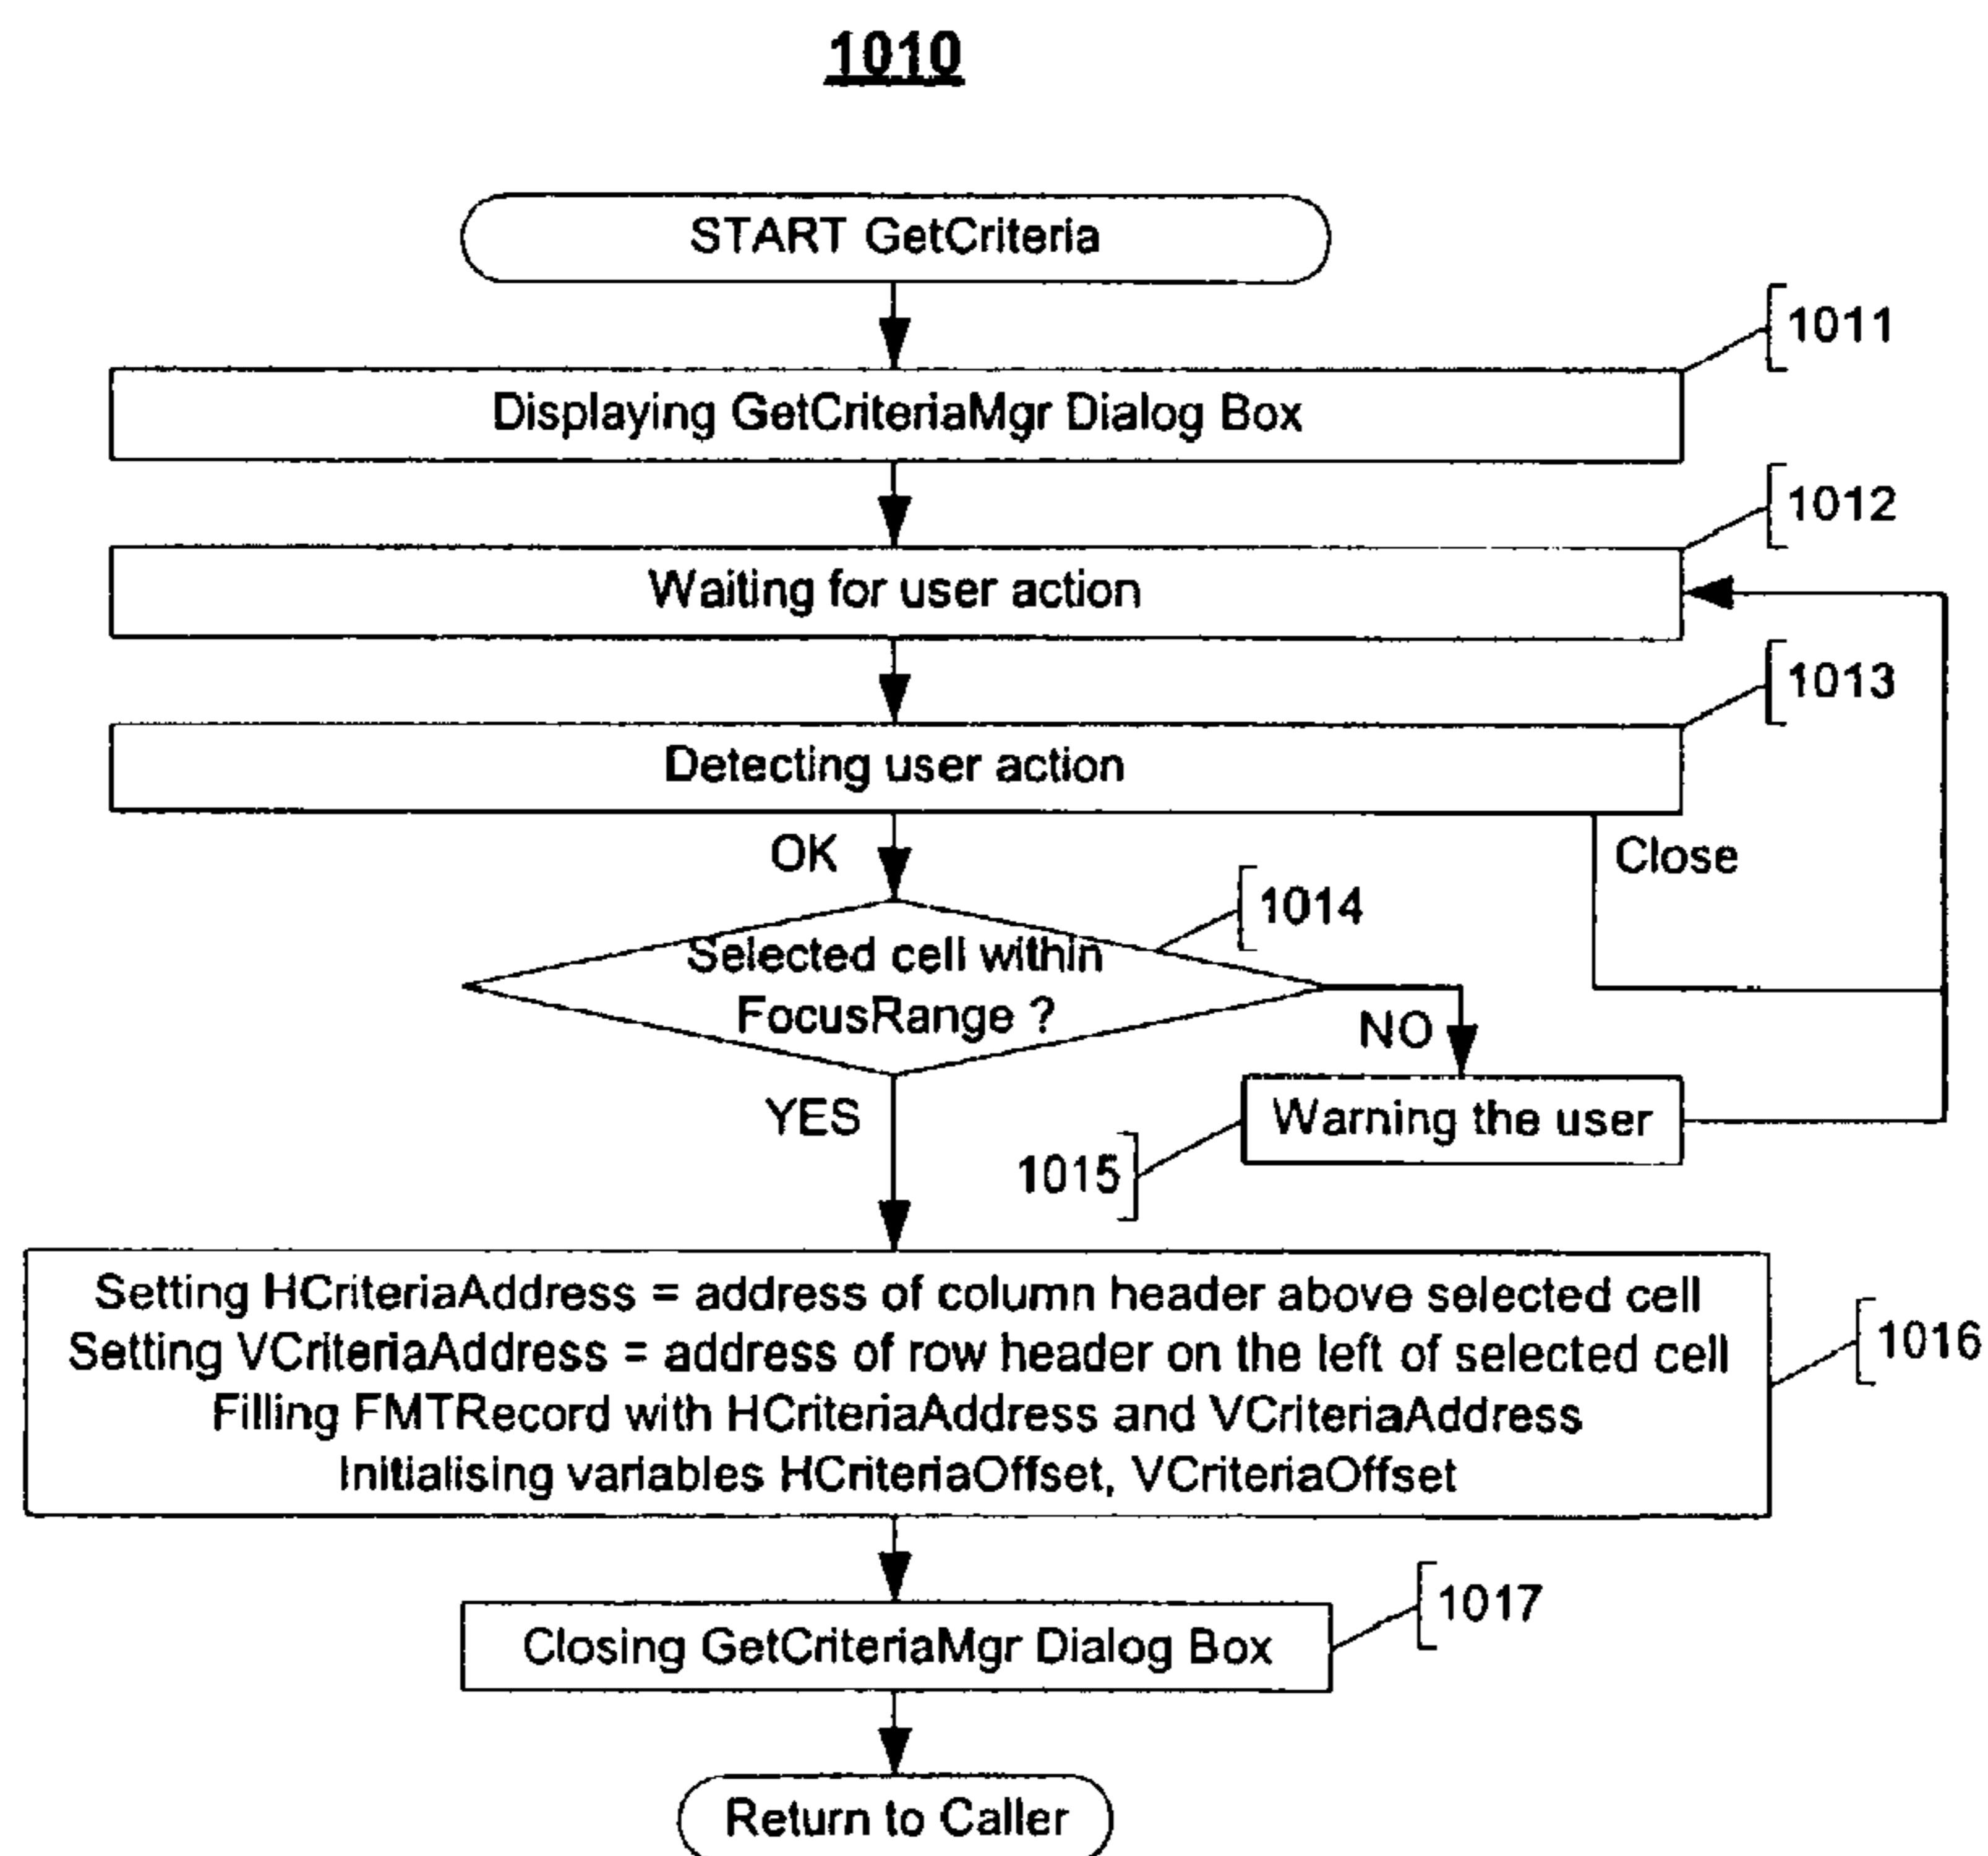 1010
START GetCriteria
1011
Displaying GetCriteriaMgr Dialog Box
1012
Waiting for user action
1013
Detecting user action
OK
Close
1014
Selected cell within
FocusRange ?
NO
YES
Warning the user
1015
Setting HCriteriaAddress = address of column header above selected cell
Setting VCriteriaAddress = address of row header on the left of selected cell
Filling FMTRecord with HCriteriaAddress and VCriteriaAddress
Initialising variables HCriteriaOffset, VCriteriaOffset
1016
1017
Closing GetCriteriaMgr Dialog Box
Return to Caller